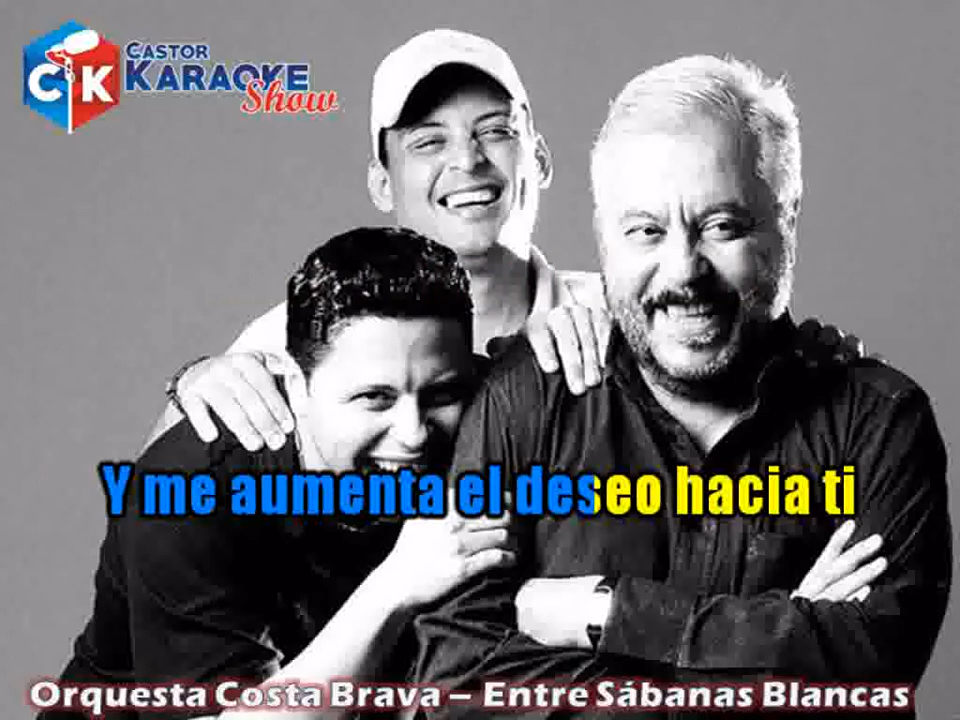 CK
CASTOR
KARAOKE
Show
Y me aumenta el deseo hacia ti
Orquesta Costa Brava – Entre Sábanas Blancas